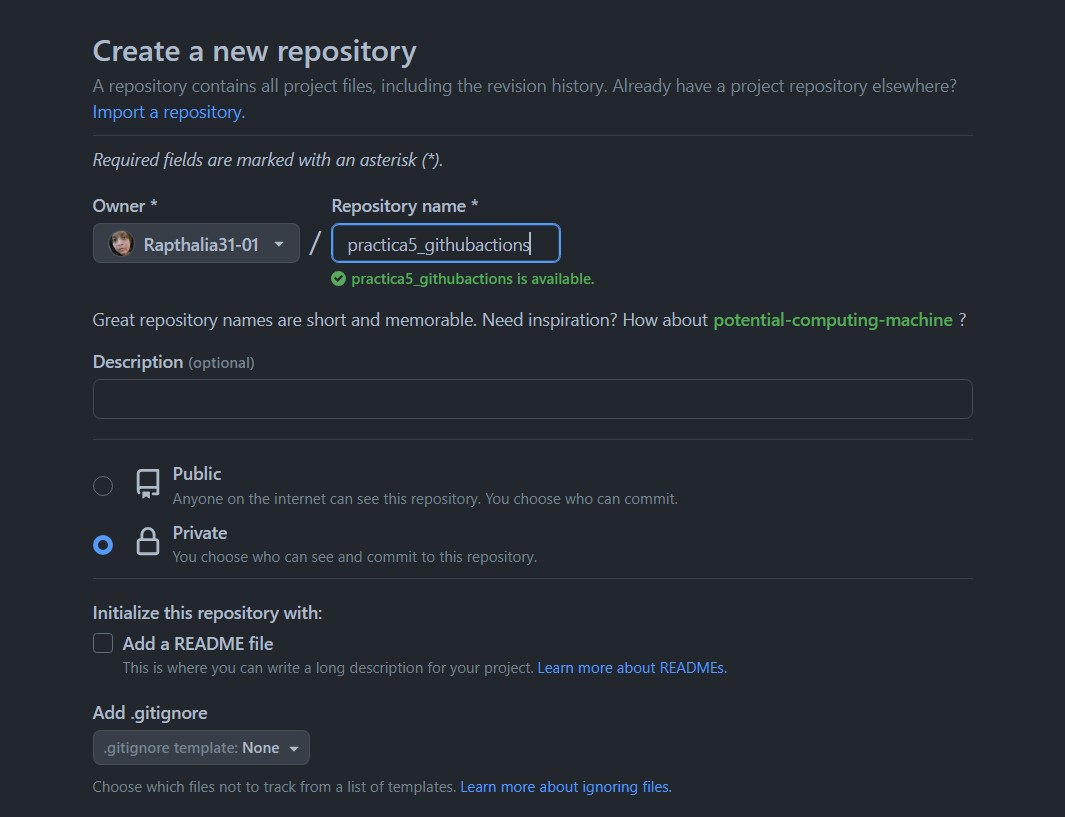 Create a new repository
A repository contains all project files, including the revision history. Already have a project repository elsewhere?
Import a repository.
Required fields are marked with an asterisk (*).
Owner * Repository name *
Rapthalia31-01 / practica5_githubactions
practica5_githubactions is available.
Great repository names are short and memorable. Need inspiration? How about potential-computing-machine ?
Description (optional)
Public
Anyone on the internet can see this repository. You choose who can commit.
Private
You choose who can see and commit to this repository.
Initialize this repository with:
Add a README file
This is where you can write a long description for your project. Learn more about READMEs.
Add .gitignore
.gitignore template: None
Choose which files not to track from a list of templates. Learn more about ignoring files.